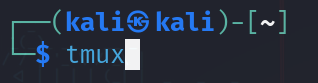 ┌──(kali㉿kali)-[~]
└─$ tmux